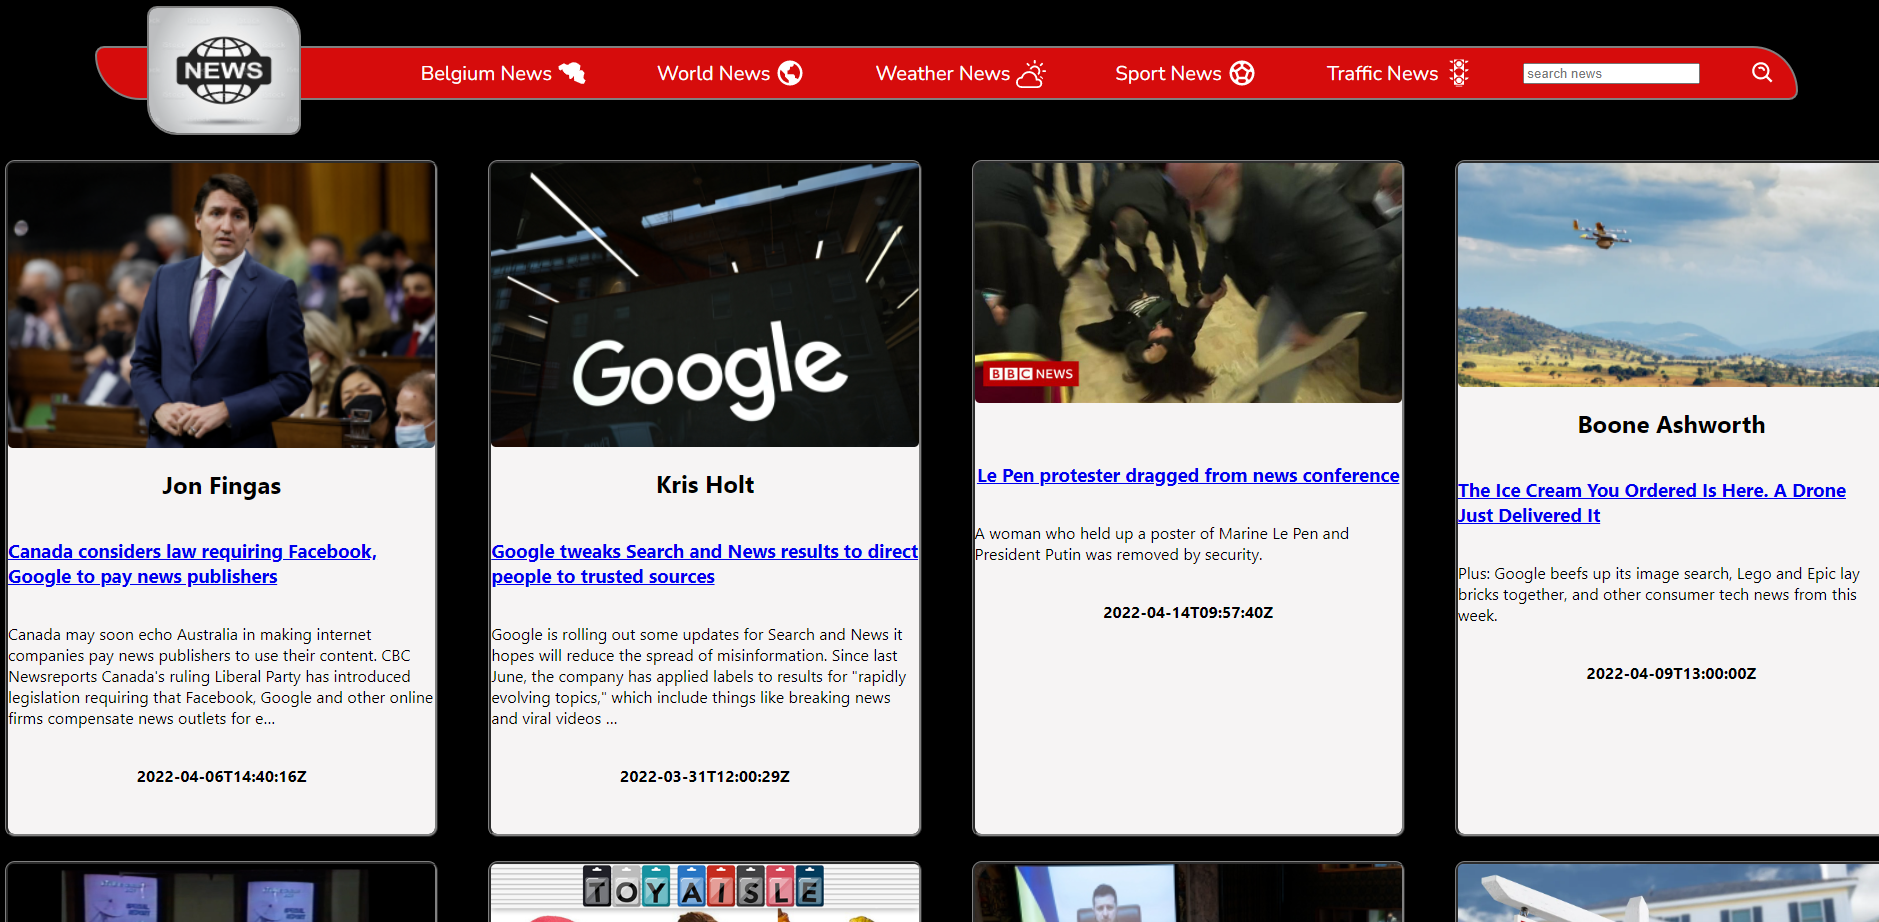 NEWS
Belgium News
World News
Weather News
Sport News
Traffic News
search news
Jon Fingas
Canada considers law requiring Facebook,
Google to pay news publishers
Canada may soon echo Australia in making internet
companies pay news publishers to use their content. CBC
Newsreports Canada's ruling Liberal Party has introduced
legislation requiring that Facebook, Google and other online
firms compensate news outlets for e...
2022-04-06T14:40:16Z
Google
Kris Holt
Google tweaks Search and News results to direct
people to trusted sources
Google is rolling out some updates for Search and News it
hopes will reduce the spread of misinformation. Since last
June, the company has applied labels to results for "rapidly
evolving topics," which include things like breaking news
and viral videos ...
2022-03-31T12:00:29Z
BBC NEWS
Le Pen protester dragged from news conference
A woman who held up a poster of Marine Le Pen and
President Putin was removed by security.
2022-04-14T09:57:40Z
Boone Ashworth
The Ice Cream You Ordered Is Here. A Drone
Just Delivered It
Plus: Google beefs up its image search, Lego and Epic lay
bricks together, and other consumer tech news from this
week.
2022-04-09T13:00:00Z
TOYAISLE